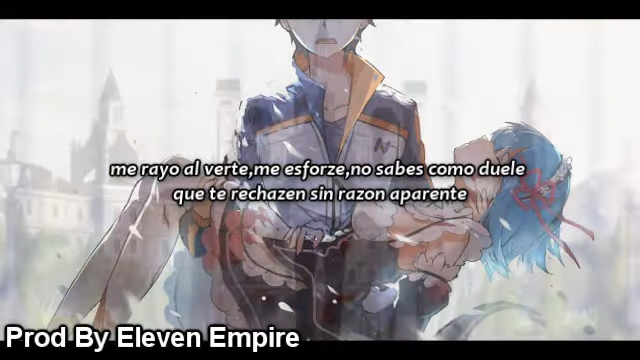 me rayo al verte,me esforze,no sabes como duele
que te rechazen sin razon aparente
Prod By Eleven Empire